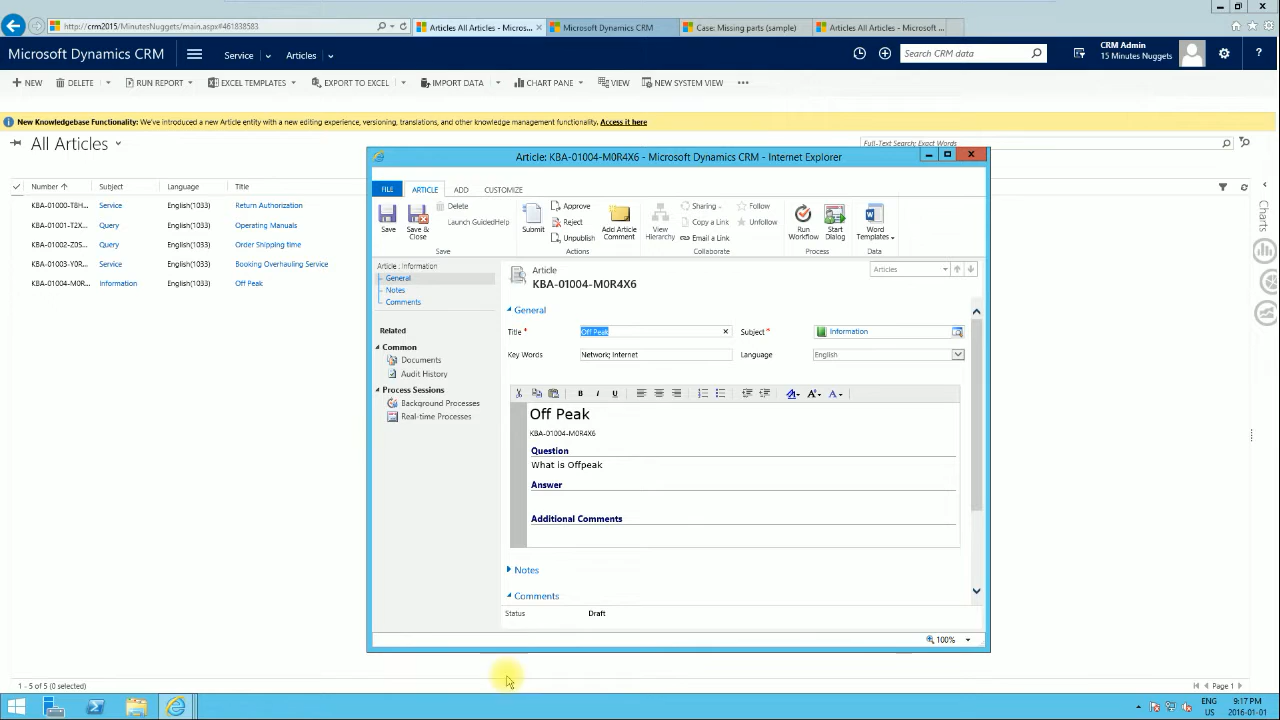 http://crm2015/MinutesNuggets/main.aspx#461838583
Articles All Articles - Micros...
Microsoft Dynamics CRM
Case: Missing parts (sample)
Articles All Articles - Microsoft ...
Microsoft Dynamics CRM
Service
Articles
Search CRM data
CRM Admin
15 Minutes Nuggets
?
+ NEW
DELETE
RUN REPORT
EXCEL TEMPLATES
EXPORT TO EXCEL
IMPORT DATA
CHART PANE
VIEW
NEW SYSTEM VIEW
...
New Knowledgebase Functionality: We've introduced a new Article entity with a new editing experience, versioning, translations, and other knowledge management functionality. Access it here
All Articles
Full-Text Search; Exact Words
Number Subject Language Title
KBA-01000-T8H... Service English(1033) Return Authorization
KBA-01001-T2X... Query English(1033) Operating Manuals
KBA-01002-Z0S... Query English(1033) Order Shipping time
KBA-01003-Y0R... Service English(1033) Booking Overhauling Service
KBA-01004-M0R... Information English(1033) Off Peak
Charts
Article: KBA-01004-M0R4X6 - Microsoft Dynamics CRM - Internet Explorer
FILE
ARTICLE
ADD
CUSTOMIZE
Save
Save & Close
Delete
Launch GuidedHelp
Save
Submit
Approve
Reject
Unpublish
Add Article Comment
Actions
View Hierarchy
Sharing
Copy a Link
Email a Link
Follow
Unfollow
Collaborate
Run Workflow
Start Dialog
Process
Word Templates
Data
Article : Information
General
Notes
Comments
Related
Common
Documents
Audit History
Process Sessions
Background Processes
Real-time Processes
Article
KBA-01004-M0R4X6
Articles
General
Title * Off Peak
Subject * Information
Key Words Network; Internet
Language English
B I U
A A
Off Peak
KBA-01004-M0R4X6
Question
What is Offpeak
Answer
Additional Comments
Notes
Comments
Status Draft
100%
1 - 5 of 5 (0 selected)
Page 1
ENG
US
9:17 PM
2016-01-01